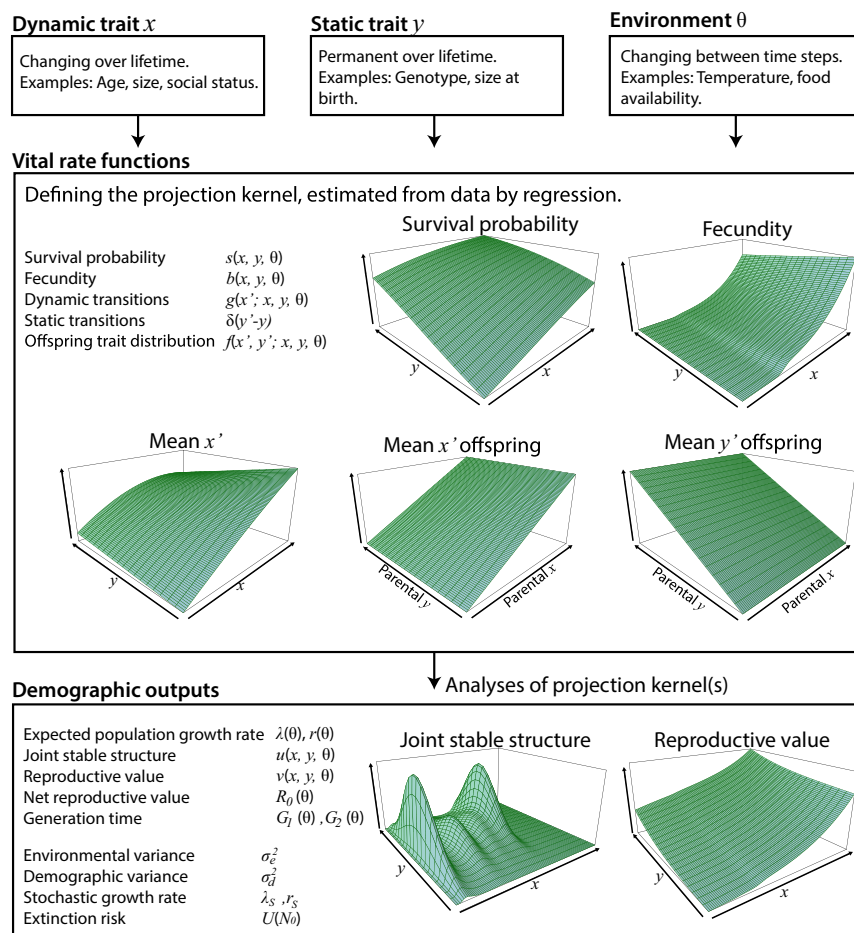 Dynamic trait x
Changing over lifetime.
Examples: Age, size, social status.
Static trait y
Permanent over lifetime.
Examples: Genotype, size at
birth.
Environment θ
Changing between time steps.
Examples: Temperature, food
availability.
Vital rate functions
Defining the projection kernel, estimated from data by regression.
Survival probability s(x, y, θ)
Fecundity b(x, y, θ)
Dynamic transitions g(x’; x, y, θ)
Static transitions δ(y’-y)
Offspring trait distribution f(x’, y’; x, y, θ)
Survival probability
y
x
Fecundity
y
x
Mean x’
y
x
Mean x’ offspring
Parental y
Parental x
Mean y’ offspring
Parental y
Parental x
Analyses of projection kernel(s)
Demographic outputs
Expected population growth rate λ(θ), r(θ)
Joint stable structure u(x, y, θ)
Reproductive value v(x, y, θ)
Net reproductive value R₀ (θ)
Generation time G₁ (θ) , G₂ (θ)
Environmental variance σₑ²
Demographic variance σ_d²
Stochastic growth rate λ_S , r_S
Extinction risk U(N₀)
Joint stable structure
y
x
Reproductive value
y
x